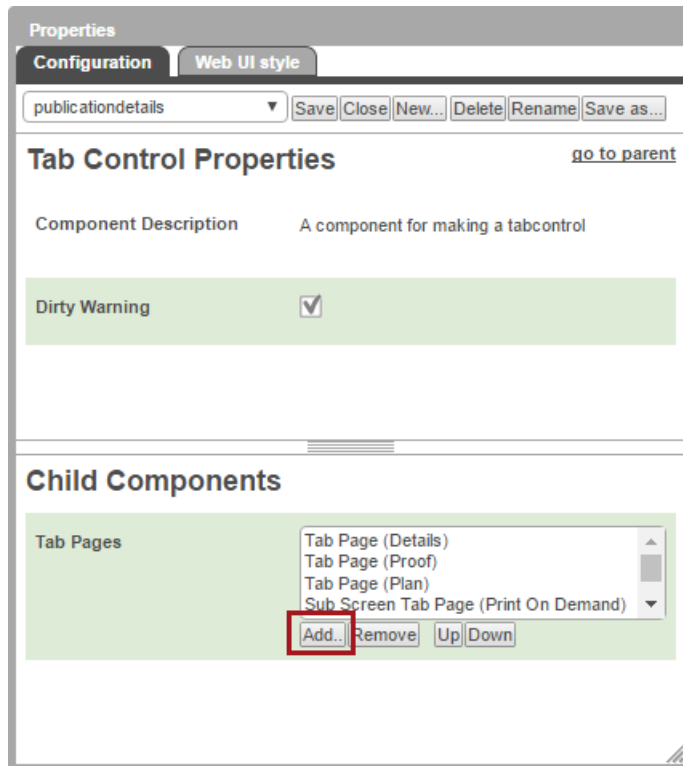 Properties
Configuration Web UI style
publicationdetails Save Close New... Delete Rename Save as...
Tab Control Properties go to parent
Component Description A component for making a tabcontrol
Dirty Warning
Child Components
Tab Pages Tab Page (Details)
Tab Page (Proof)
Tab Page (Plan)
Sub Screen Tab Page (Print On Demand)
Add.. Remove Up Down